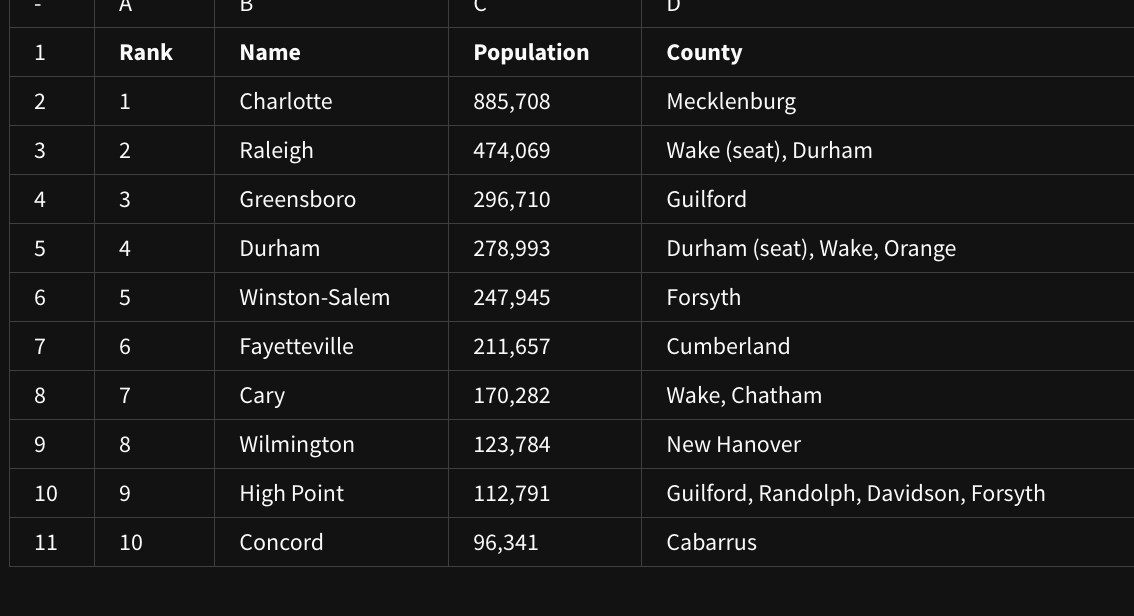 - A B C D
1 Rank Name Population County
2 1 Charlotte 885,708 Mecklenburg
3 2 Raleigh 474,069 Wake (seat), Durham
4 3 Greensboro 296,710 Guilford
5 4 Durham 278,993 Durham (seat), Wake, Orange
6 5 Winston-Salem 247,945 Forsyth
7 6 Fayetteville 211,657 Cumberland
8 7 Cary 170,282 Wake, Chatham
9 8 Wilmington 123,784 New Hanover
10 9 High Point 112,791 Guilford, Randolph, Davidson, Forsyth
11 10 Concord 96,341 Cabarrus